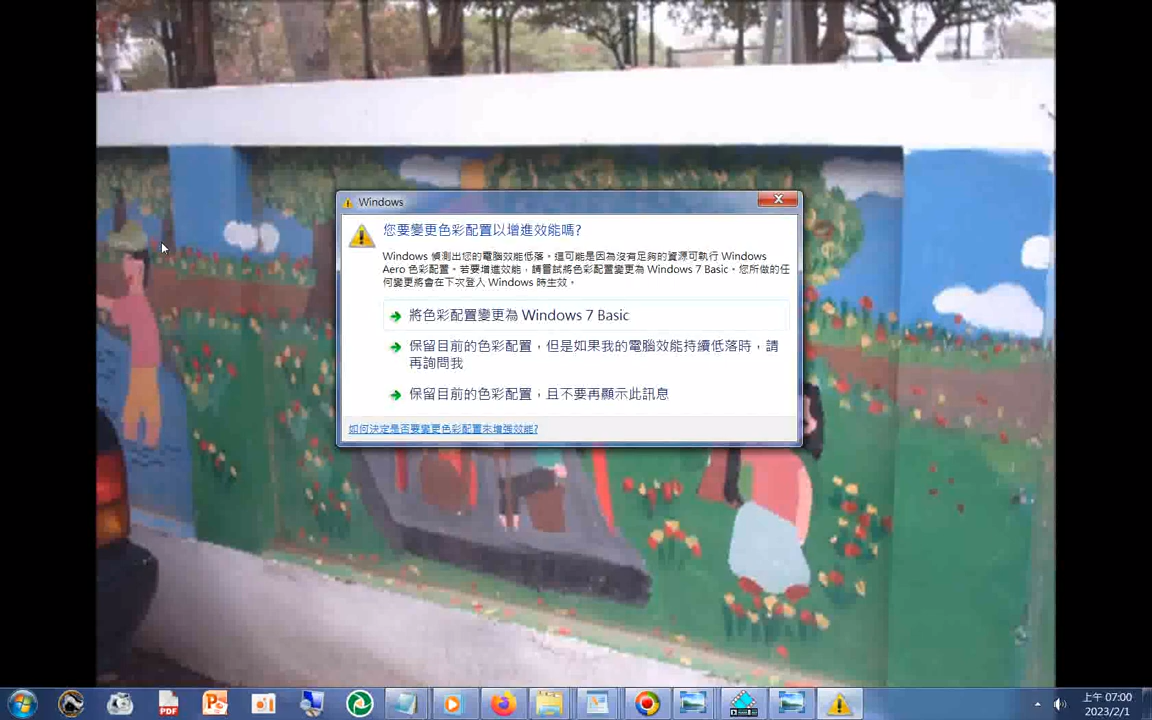 Windows
您要變更色彩配置以增進效能嗎?
Windows 偵測出您的電腦效能低落。這可能是因為沒有足夠的資源可執行 Windows
Aero 色彩配置。若要增進效能，請嘗試將色彩配置變更為 Windows 7 Basic。您所做的任
何變更將會在下次登入 Windows 時生效。
將色彩配置變更為 Windows 7 Basic
保留目前的色彩配置，但是如果我的電腦效能持續低落時，請
再詢問我
保留目前的色彩配置，且不要再顯示此訊息
如何決定是否要變更色彩配置來增強效能?
PDF
上午 07:00
2023/2/1